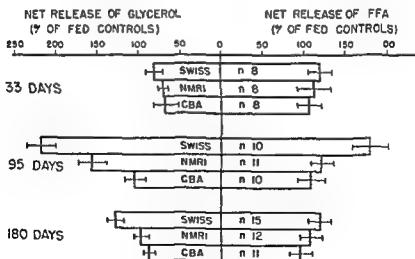 NET RELEASE OF GLYCEROL NET RELEASE OF FFA
(% OF FED CONTROLS) (% OF FED CONTROLS)
250 200 150 100 50 0 50 100 150 00
SWISS n 8
33 DAYS NMRI n 8
CBA n 8
SWISS n 10
95 DAYS NMRI n 11
CBA n 10
SWISS n 15
180 DAYS NMRI n 12
CBA n 11